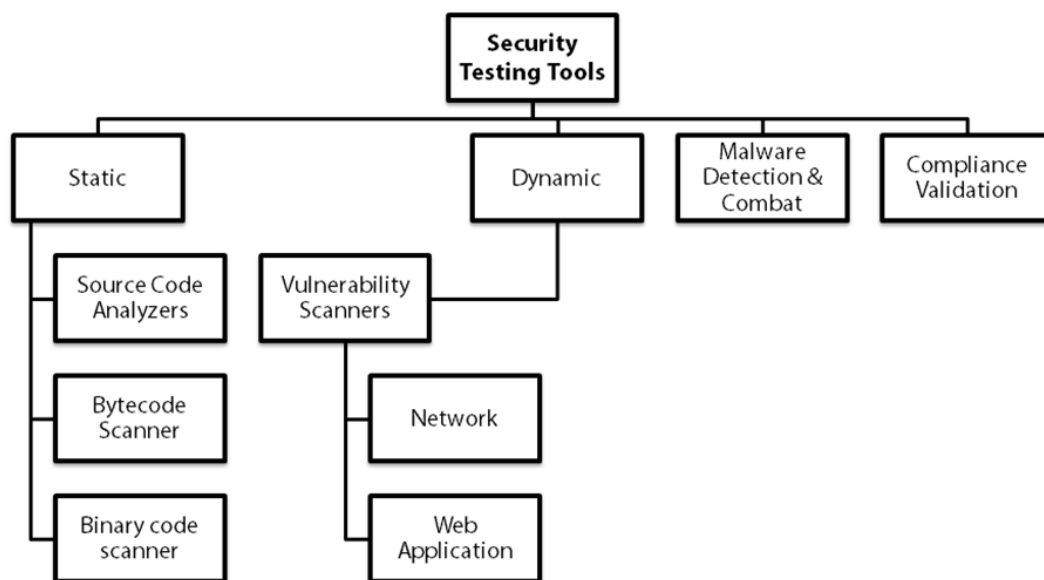 Security
Testing Tools
Static
Dynamic
Malware
Detection &
Combat
Compliance
Validation
Source Code
Analyzers
Vulnerability
Scanners
Bytecode
Scanner
Network
Binary code
scanner
Web
Application